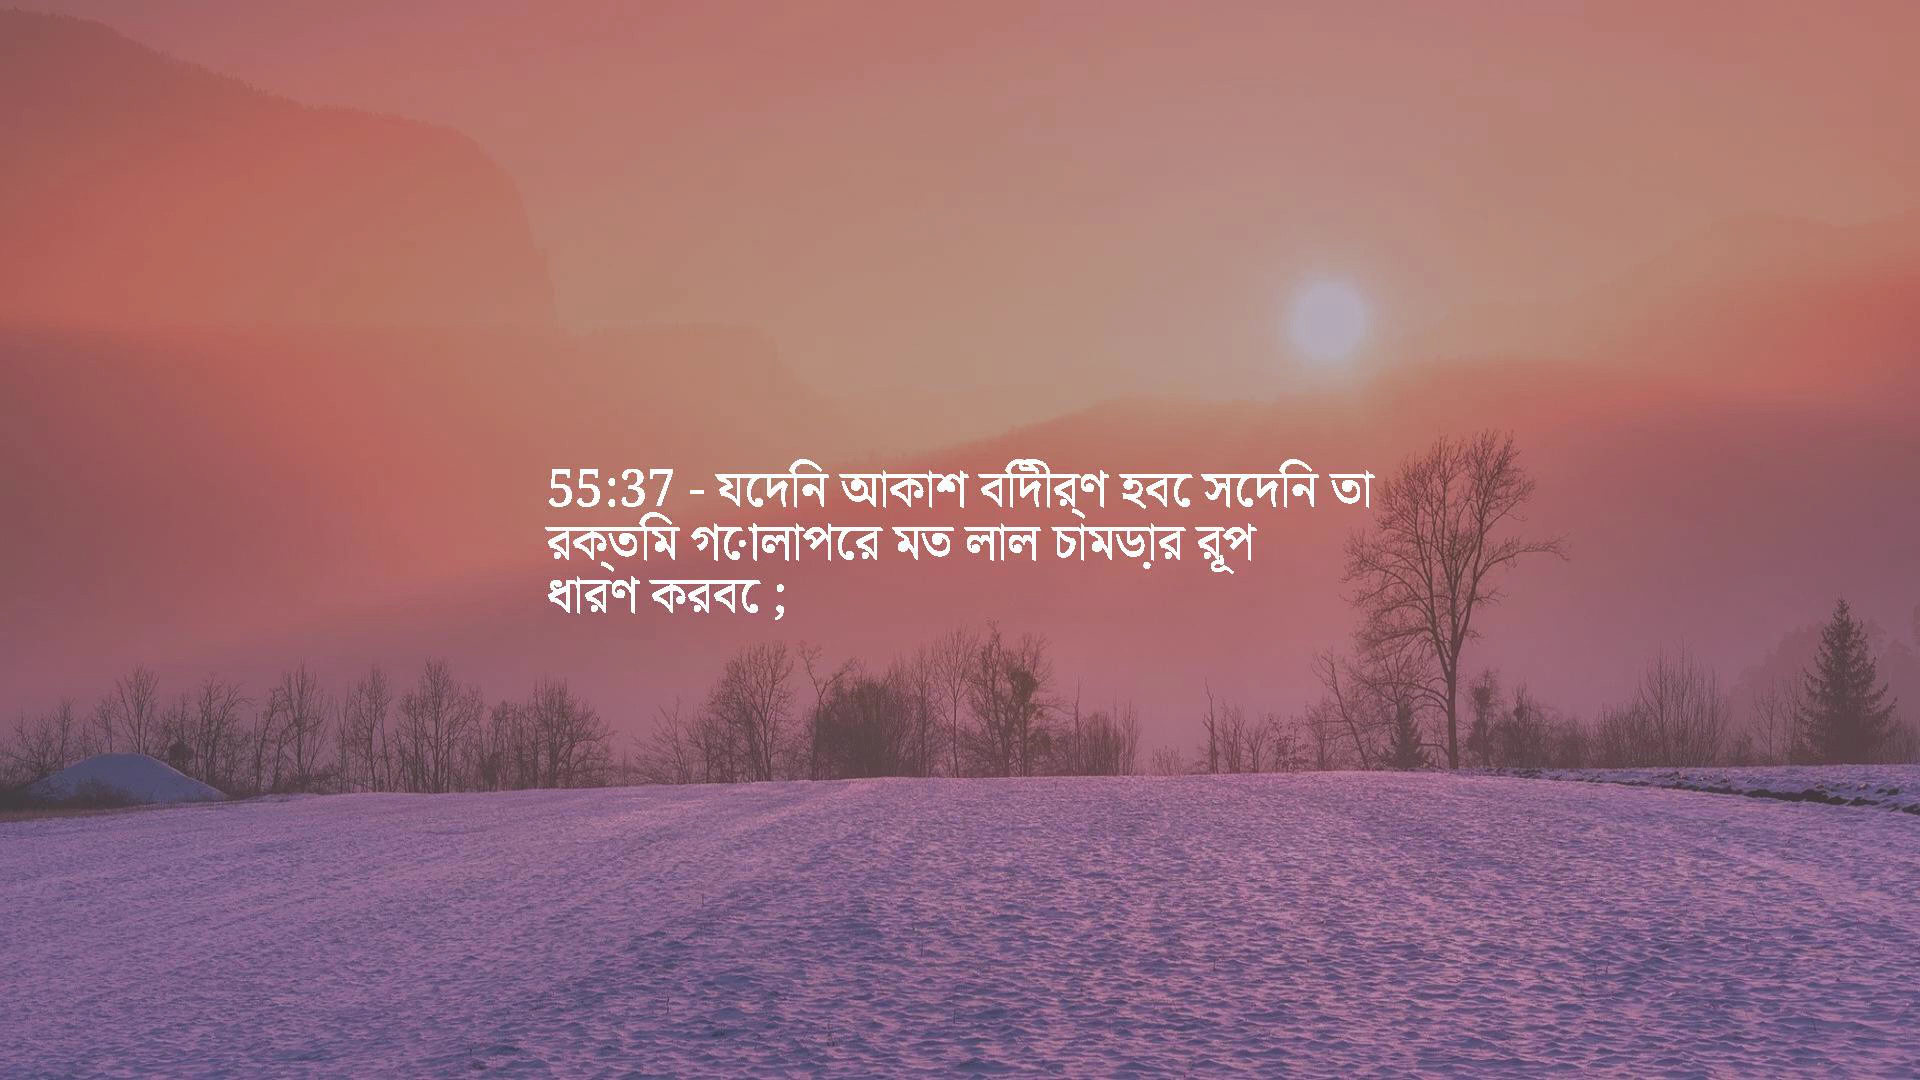 55:37 - যেদিন আকাশ বিদীর্ণ হবে সেদিন তা
রক্তিম গোলাপের মত লাল চামড়ার রূপ
ধারণ করবে ;